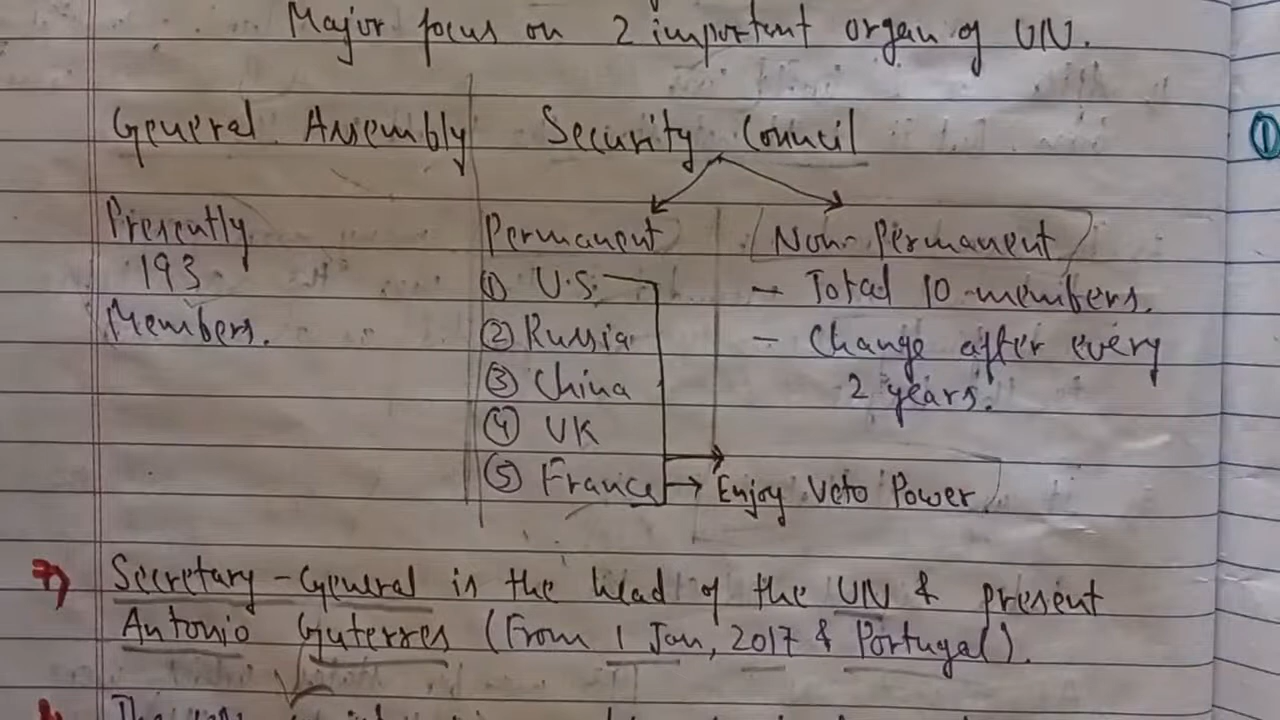 Major focus on 2 important organ of UN.
General Assembly
Security Council
①
Presently
193
Members.
Permanent
① U.S.
② Russia
③ China
④ UK
⑤ France → Enjoy Veto Power
Non-Permanent
- Total 10 members.
- Change after every
2 years.
7) Secretary-General is the head of the UN & present
Antonio Guterres (From 1 Jan, 2017 & Portugal).